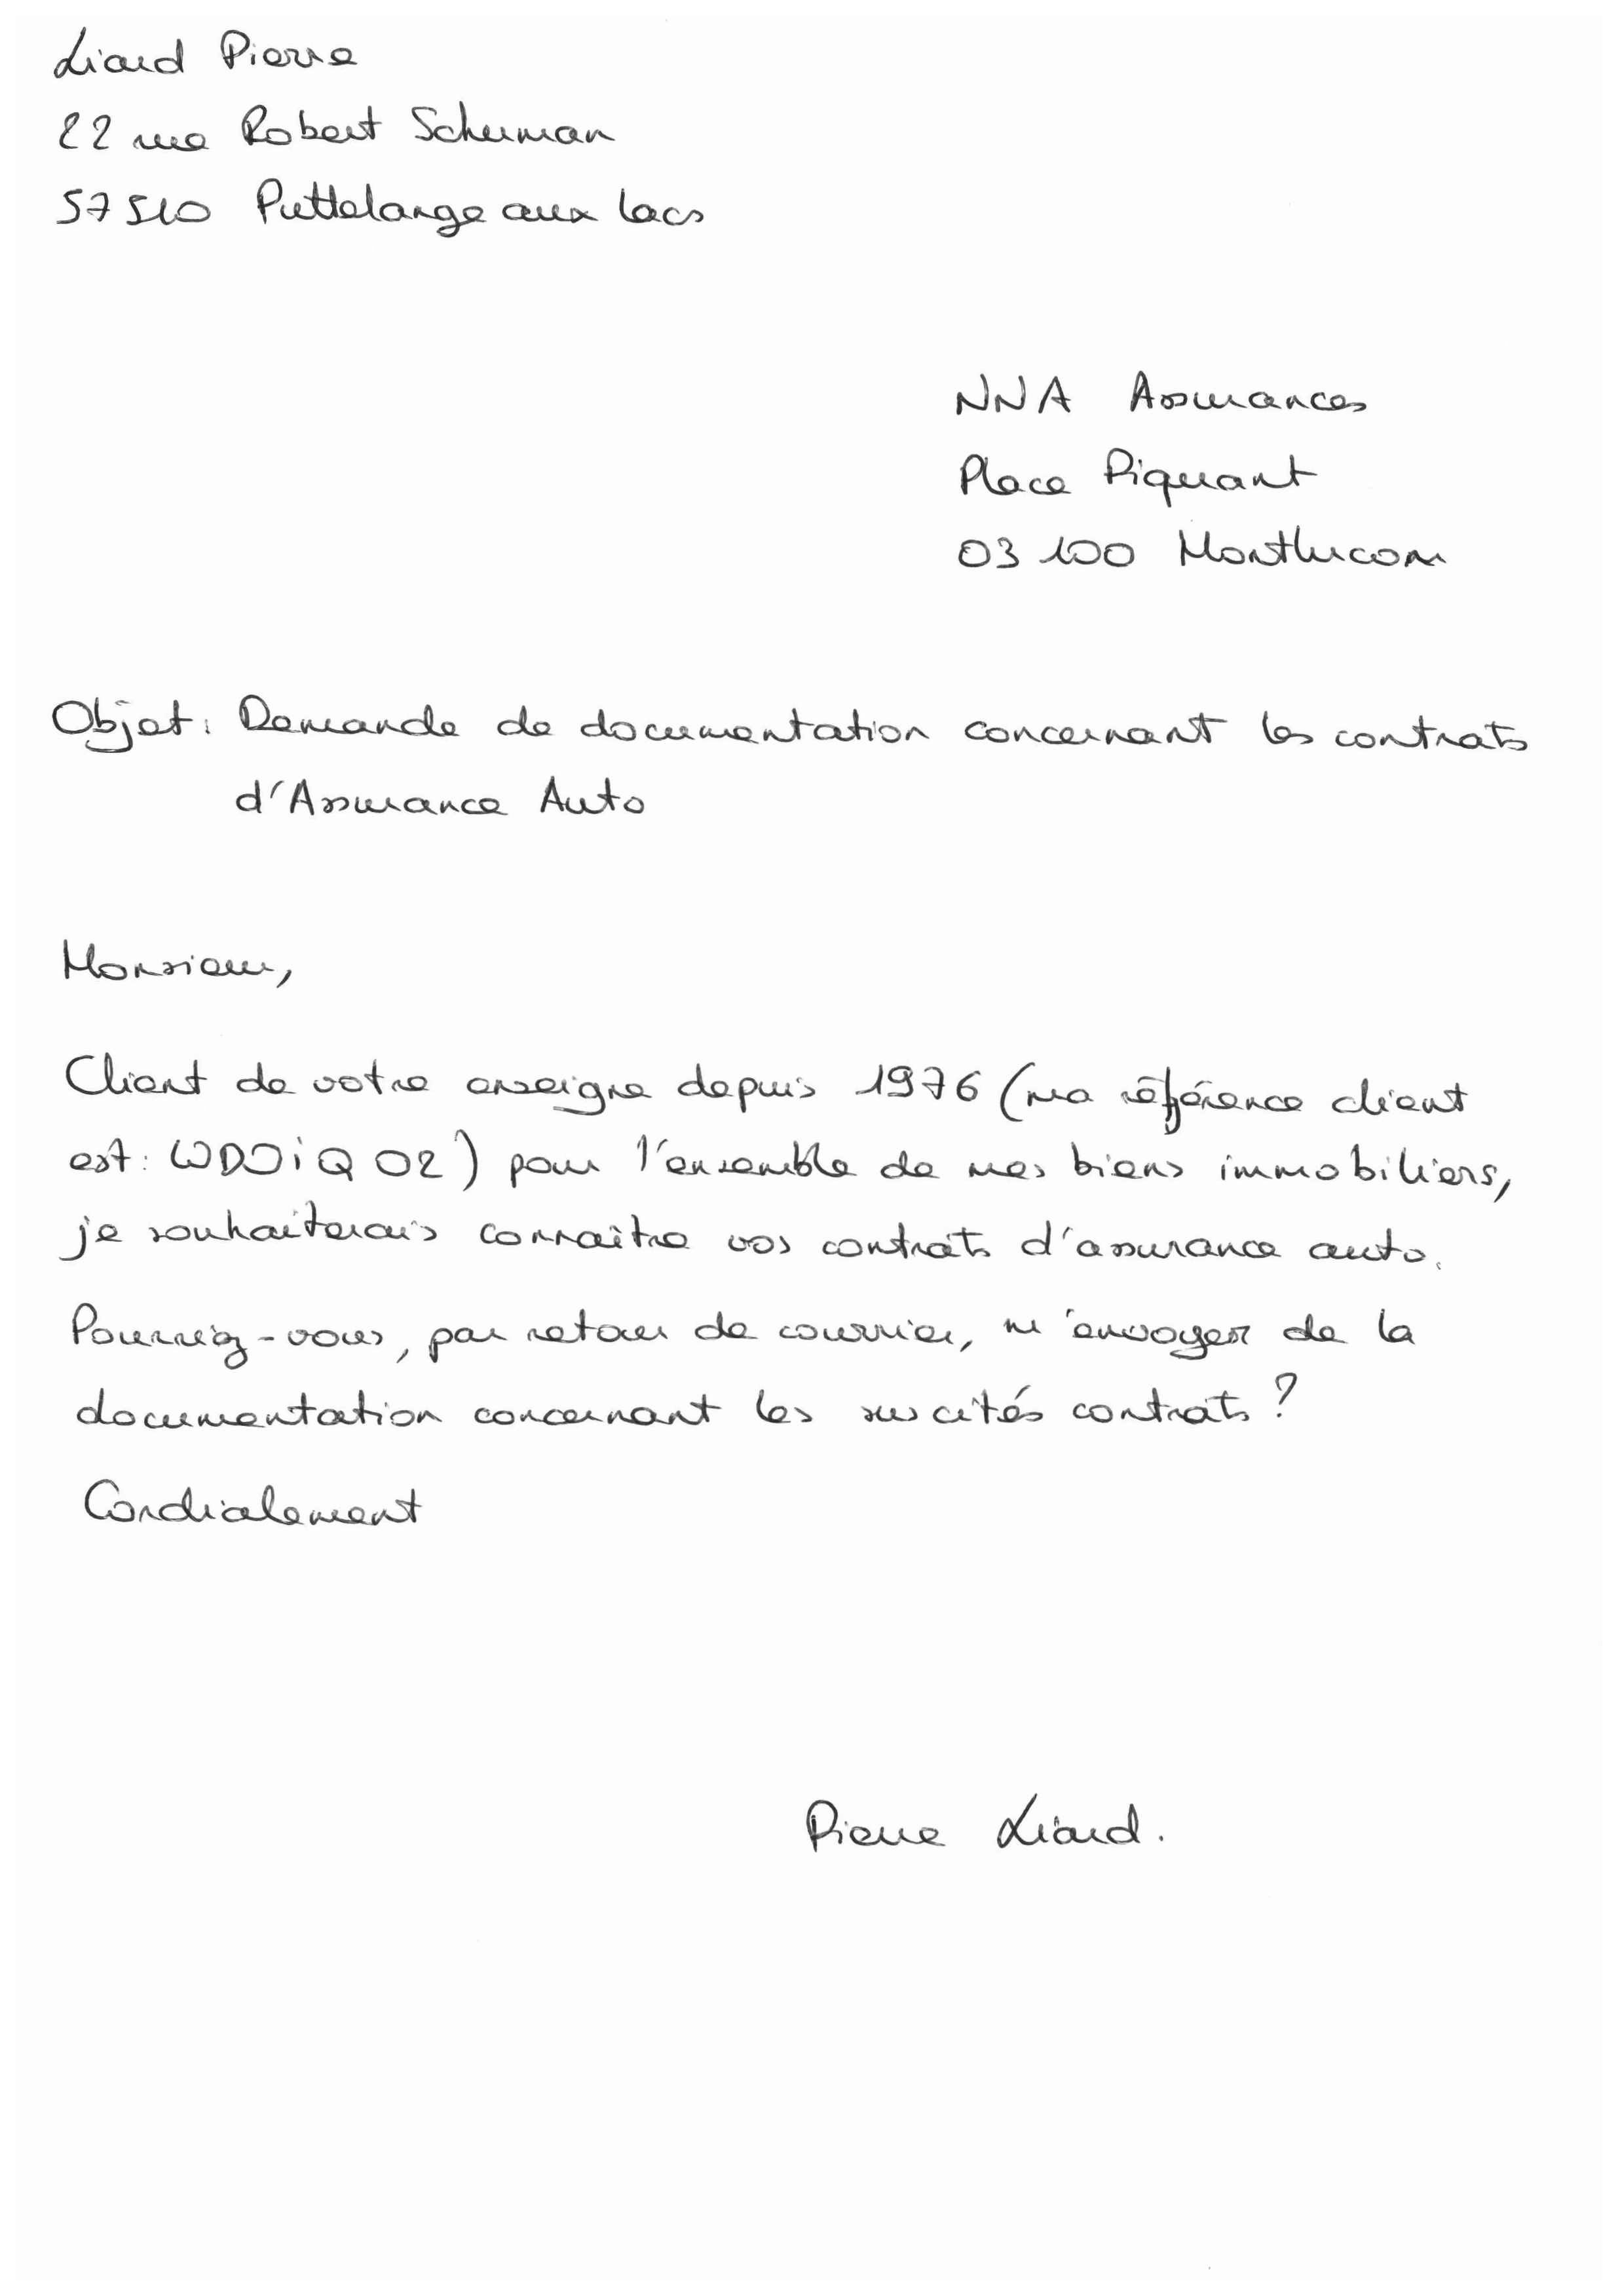 Liard Pierre
22 rue Robert Schuman
57510 Puttelange aux lacs
NNA Assurances
Place Piquant
03 100 Montlucon
Objet : Demande de documentation concernant les contrats
d'Assurance Auto
Monsieur,
Client de votre enseigne depuis 1976 (ma référence client
est : WDOiQ 02) pour l'ensemble de mes biens immobiliers,
je souhaiterais connaître vos contrats d'assurance auto.
Pourriez-vous, par retour de courrier, m'envoyer de la
documentation concernant les sus cités contrats ?
Cordialement
Pierre Liard.